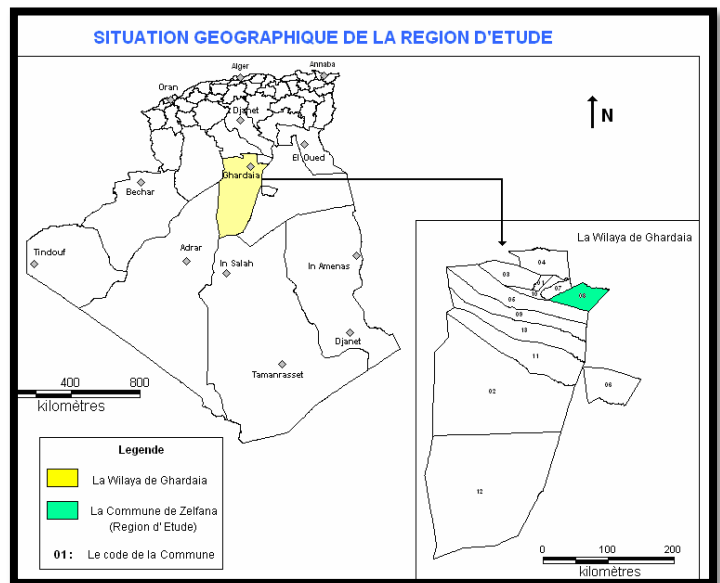 SITUATION GEOGRAPHIQUE DE LA REGION D'ETUDE
Alger
Annaba
Oran
Djanet
N
El Oued
Ghardaia
Bechar
La Wilaya de Ghardaia
Tindouf
Adrar
In Salah
In Amenas
Djanet
Tamanrasset
04
03
01
07
05
09
10
11
06
02
12
400 800
kilomètres
Legende
La Wilaya de Ghardaia
La Commune de Zelfana
(Region d' Etude)
01 : Le code de la Commune
0 100 200
kilomètres